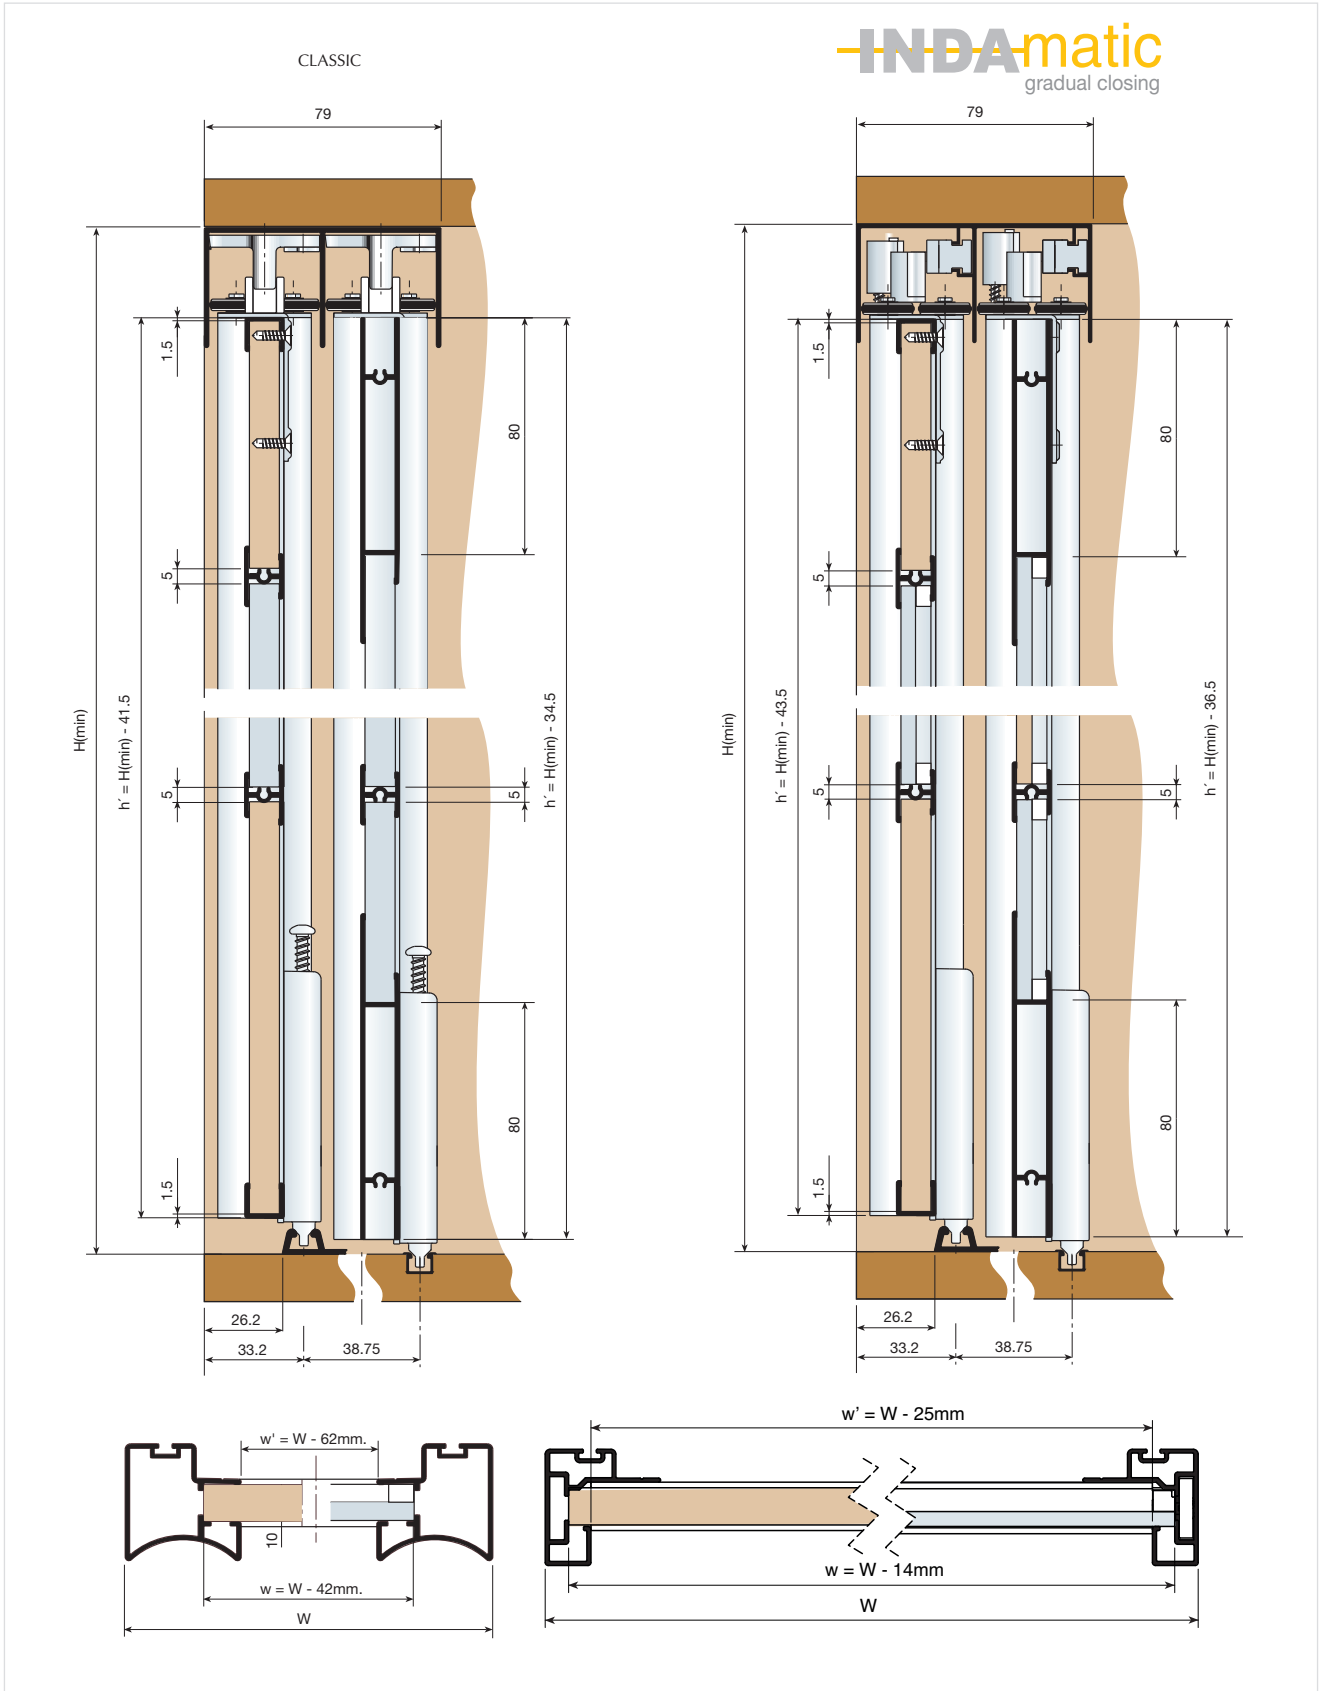 CLASSIC
INDAmatic
gradual closing
79
79
1.5
80
5
H(min)
h´ = H(min) - 41.5
h´ = H(min) - 34.5
5
5
80
1.5
26.2
33.2
38.75
1.5
80
5
H(min)
h´ = H(min) - 43.5
h´ = H(min) - 36.5
5
5
80
1.5
26.2
33.2
38.75
w' = W - 62mm.
10
w = W - 42mm.
W
w’ = W - 25mm
w = W - 14mm
W